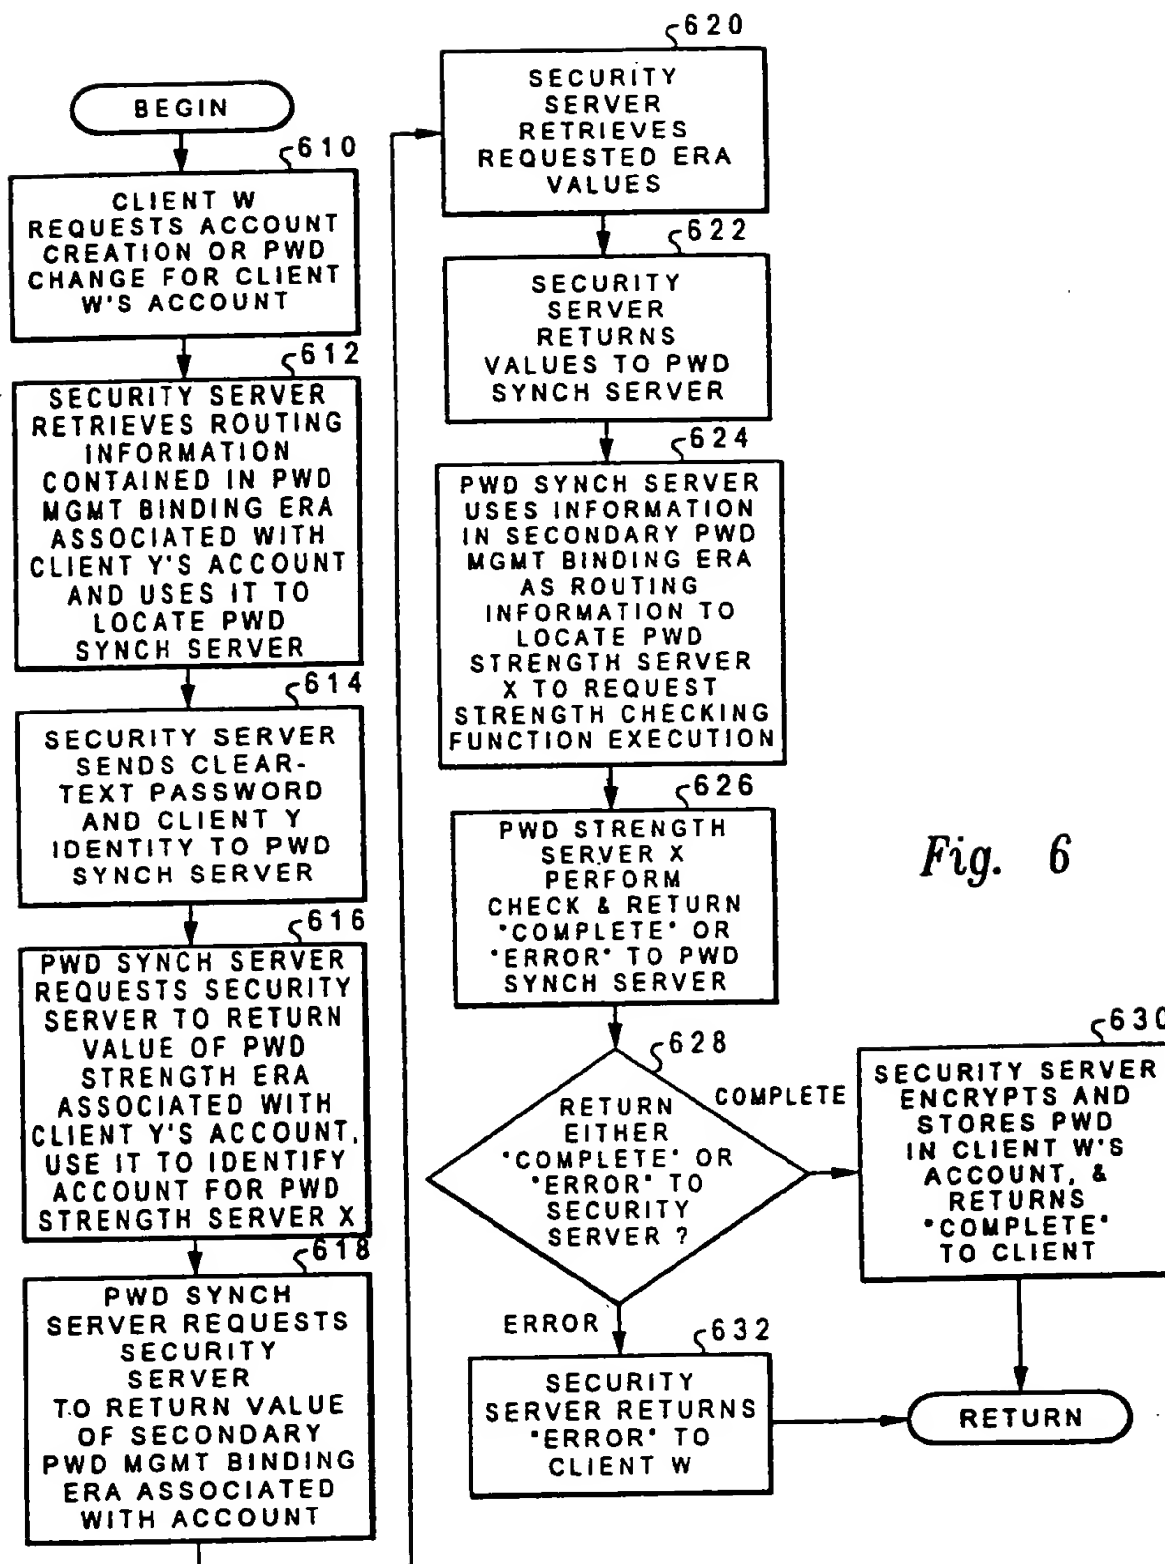 BEGIN
610
CLIENT W
REQUESTS ACCOUNT
CREATION OR PWD
CHANGE FOR CLIENT
W'S ACCOUNT
612
SECURITY SERVER
RETRIEVES ROUTING
INFORMATION
CONTAINED IN PWD
MGMT BINDING ERA
ASSOCIATED WITH
CLIENT Y'S ACCOUNT
AND USES IT TO
LOCATE PWD
SYNCH SERVER
614
SECURITY SERVER
SENDS CLEAR-
TEXT PASSWORD
AND CLIENT Y
IDENTITY TO PWD
SYNCH SERVER
616
PWD SYNCH SERVER
REQUESTS SECURITY
SERVER TO RETURN
VALUE OF PWD
STRENGTH ERA
ASSOCIATED WITH
CLIENT Y'S ACCOUNT,
USE IT TO IDENTIFY
ACCOUNT FOR PWD
STRENGTH SERVER X
618
PWD SYNCH
SERVER REQUESTS
SECURITY
SERVER
TO RETURN VALUE
OF SECONDARY
PWD MGMT BINDING
ERA ASSOCIATED
WITH ACCOUNT
620
SECURITY
SERVER
RETRIEVES
REQUESTED ERA
VALUES
622
SECURITY
SERVER
RETURNS
VALUES TO PWD
SYNCH SERVER
624
PWD SYNCH SERVER
USES INFORMATION
IN SECONDARY PWD
MGMT BINDING ERA
AS ROUTING
INFORMATION TO
LOCATE PWD
STRENGTH SERVER
X TO REQUEST
STRENGTH CHECKING
FUNCTION EXECUTION
626
PWD STRENGTH
SERVER X
PERFORM
CHECK & RETURN
"COMPLETE" OR
"ERROR" TO PWD
SYNCH SERVER
628
RETURN
EITHER
"COMPLETE" OR
"ERROR" TO
SECURITY
SERVER ?
COMPLETE
630
SECURITY SERVER
ENCRYPTS AND
STORES PWD
IN CLIENT W'S
ACCOUNT, &
RETURNS
"COMPLETE"
TO CLIENT
ERROR
632
SECURITY
SERVER RETURNS
"ERROR" TO
CLIENT W
RETURN
Fig. 6